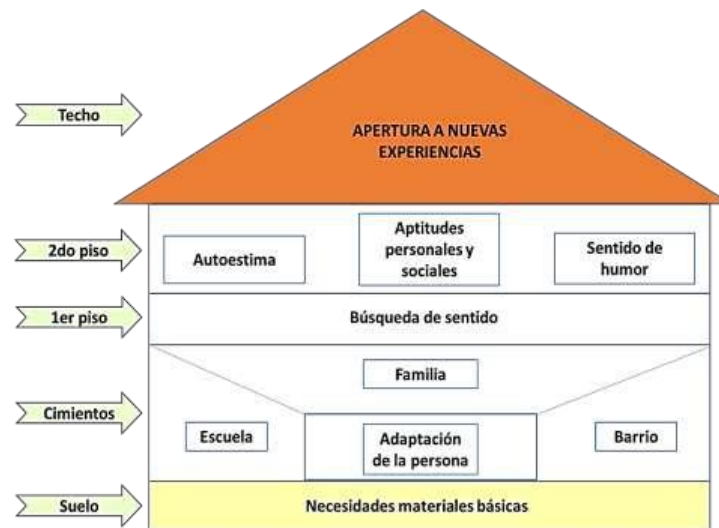 Techo
APERTURA A NUEVAS
EXPERIENCIAS
2do piso
Autoestima
Aptitudes
personales y
sociales
Sentido de
humor
1er piso
Búsqueda de sentido
Cimientos
Familia
Escuela
Adaptación
de la persona
Barrio
Suelo
Necesidades materiales básicas